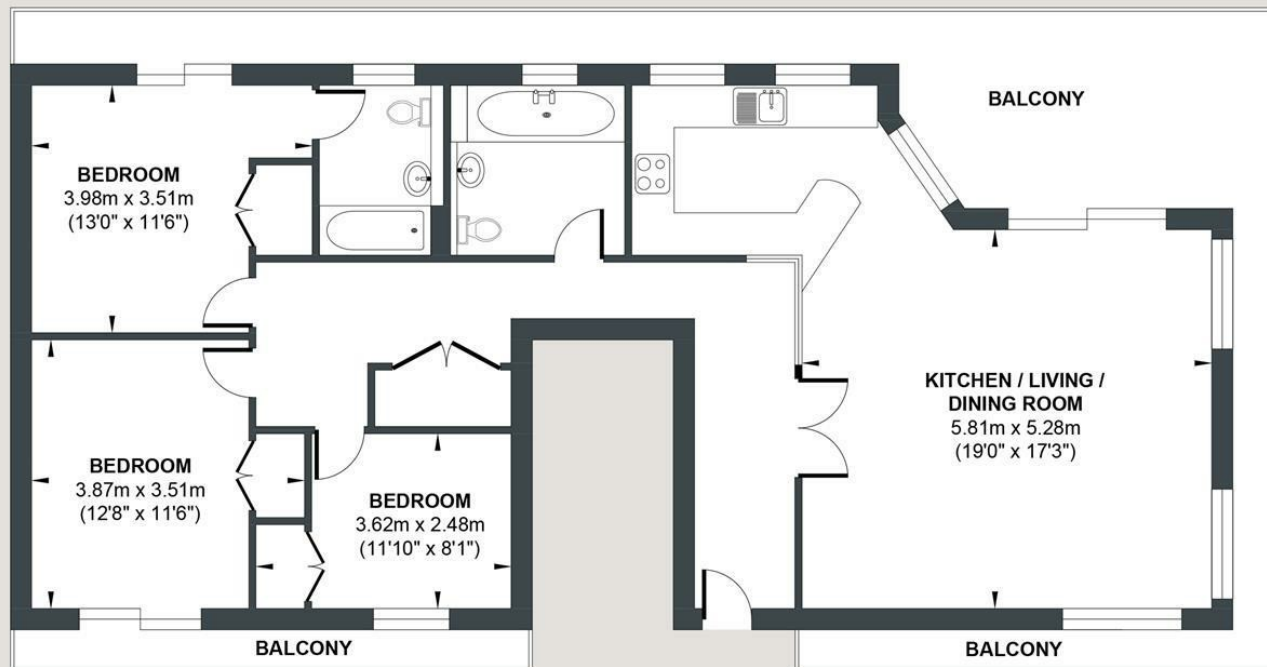 BALCONY
BEDROOM
3.98m x 3.51m
(13'0" x 11'6")
KITCHEN / LIVING /
DINING ROOM
5.81m x 5.28m
(19'0" x 17'3")
BEDROOM
3.87m x 3.51m
(12'8" x 11'6")
BEDROOM
3.62m x 2.48m
(11'10" x 8'1")
BALCONY
BALCONY